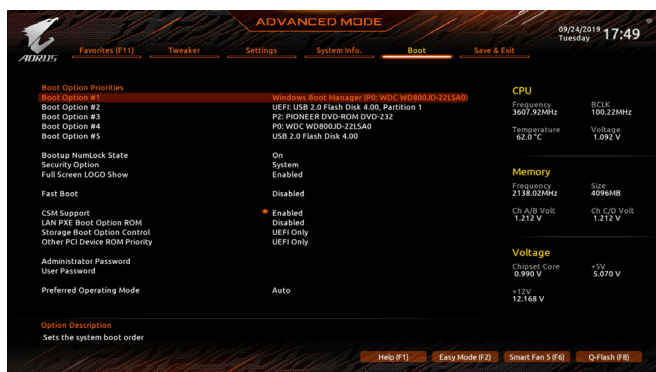 ADVANCED MODE
09/24/2019 Tuesday 17:49
AORUS
Favorites (F11) Tweaker Settings System Info. Boot Save & Exit
Boot Option Priorities
Boot Option #1 Windows Boot Manager (P0: WDC WD800JD-22LSA0)
Boot Option #2 UEFI: USB 2.0 Flash Disk 4.00, Partition 1
Boot Option #3 P2: PIONEER DVD-ROM DVD-232
Boot Option #4 P0: WDC WD800JD-22LSA0
Boot Option #5 USB 2.0 Flash Disk 4.00
Bootup NumLock State On
Security Option System
Full Screen LOGO Show Enabled
Fast Boot Disabled
CSM Support Enabled
LAN PXE Boot Option ROM Disabled
Storage Boot Option Control UEFI Only
Other PCI Device ROM Priority UEFI Only
Administrator Password
User Password
Preferred Operating Mode Auto
CPU
Frequency BCLK
3607.92MHz 100.22MHz
Temperature Voltage
62.0 °C 1.092 V
Memory
Frequency Size
2138.02MHz 4096MB
Ch A/B Volt Ch C/D Volt
1.212 V 1.212 V
Voltage
Chipset Core +5V
0.990 V 5.070 V
+12V
12.168 V
Option Description
Sets the system boot order
Help (F1) Easy Mode (F2) Smart Fan 5 (F6) Q-Flash (F8)